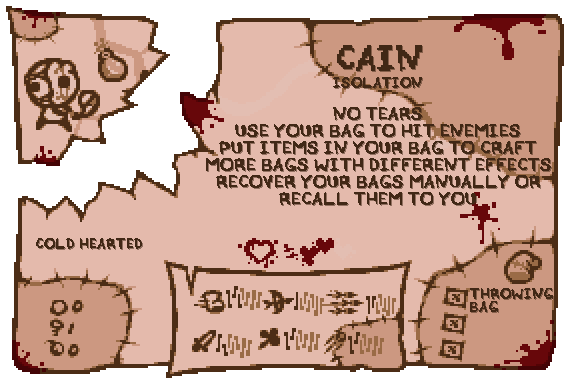 CAIN
ISOLATION
NO TEARS
USE YOUR BAG TO HIT ENEMIES
PUT ITEMS IN YOUR BAG TO CRAFT
MORE BAGS WITH DIFFERENT EFFECTS
RECOVER YOUR BAGS MANUALLY OR
RECALL THEM TO YOU
COLD HEARTED
THROWING
BAG